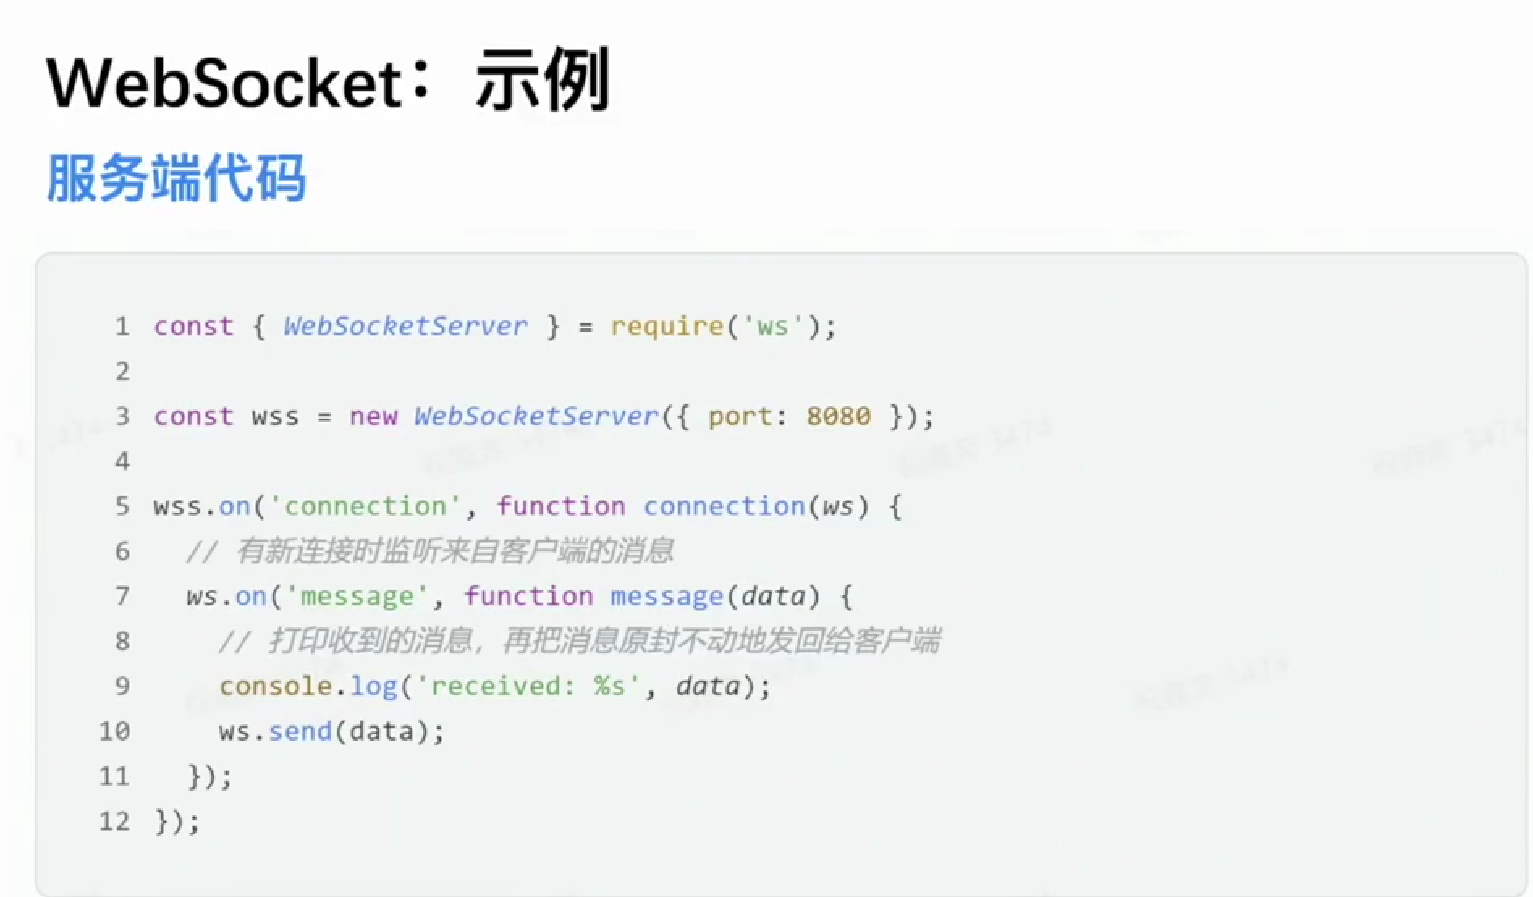 WebSocket：示例
服务端代码
1 const { WebSocketServer } = require('ws');
2
3 const wss = new WebSocketServer({ port: 8080 });
4
5 wss.on('connection', function connection(ws) {
6   // 有新连接时监听来自客户端的消息
7   ws.on('message', function message(data) {
8     // 打印收到的消息，再把消息原封不动地发回给客户端
9     console.log('received: %s', data);
10     ws.send(data);
11   });
12 });